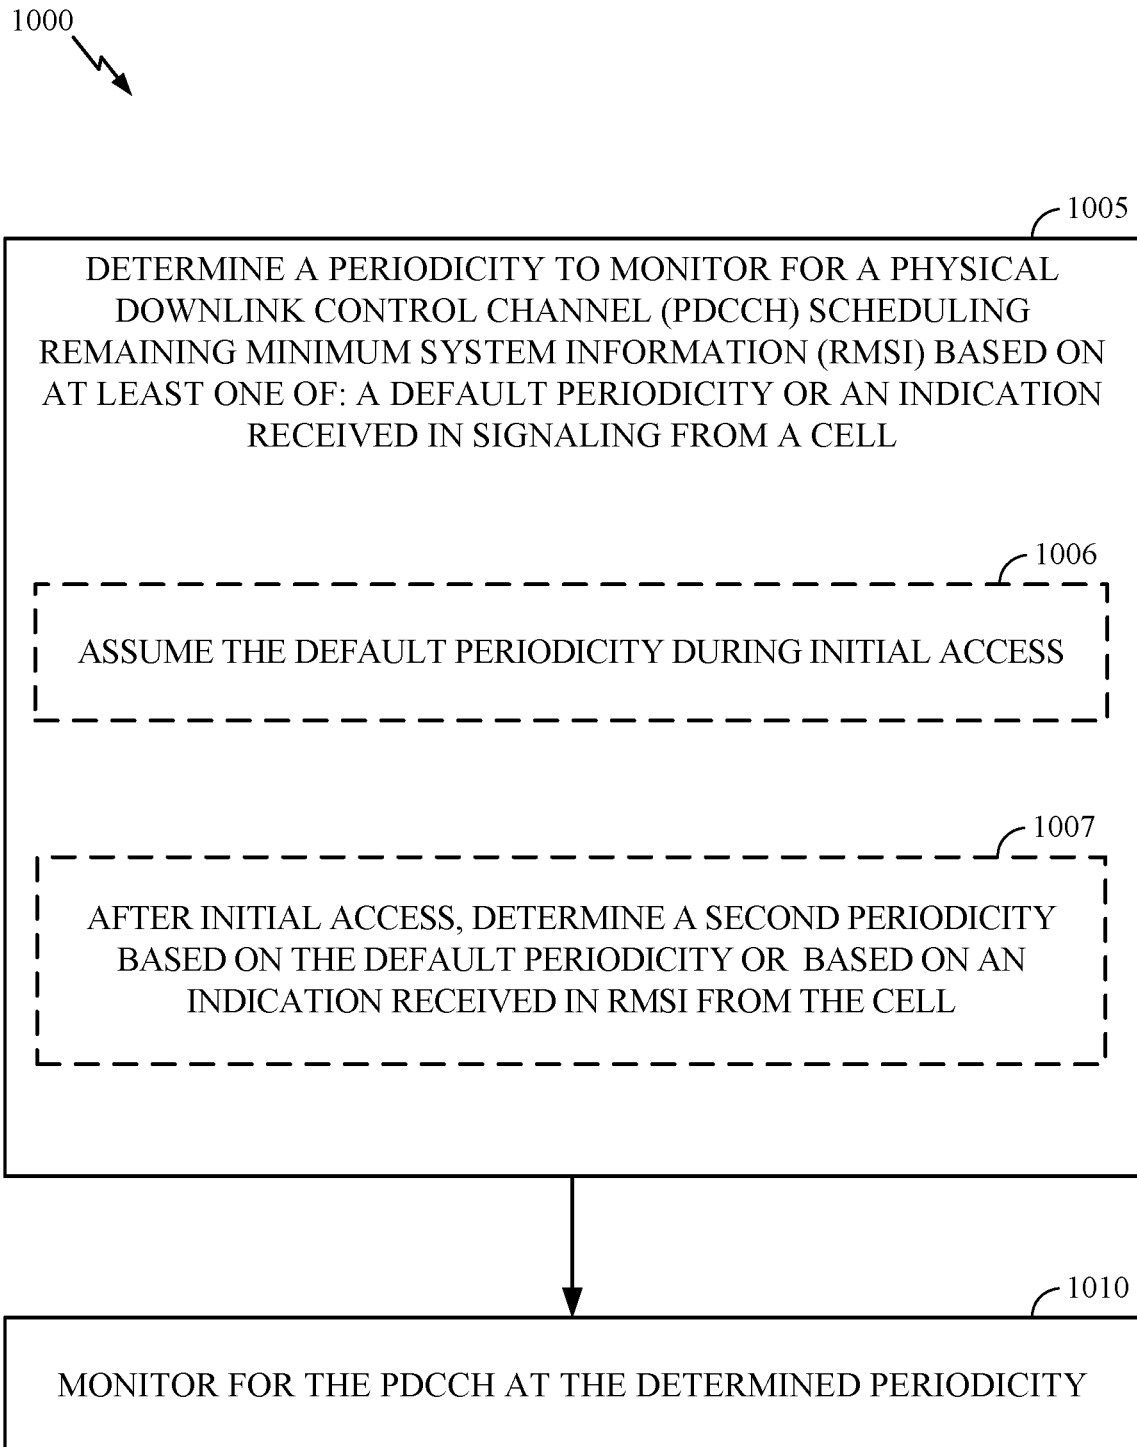 1000
1005
DETERMINE A PERIODICITY TO MONITOR FOR A PHYSICAL
DOWNLINK CONTROL CHANNEL (PDCCH) SCHEDULING
REMAINING MINIMUM SYSTEM INFORMATION (RMSI) BASED ON
AT LEAST ONE OF: A DEFAULT PERIODICITY OR AN INDICATION
RECEIVED IN SIGNALING FROM A CELL
1006
ASSUME THE DEFAULT PERIODICITY DURING INITIAL ACCESS
1007
AFTER INITIAL ACCESS, DETERMINE A SECOND PERIODICITY
BASED ON THE DEFAULT PERIODICITY OR BASED ON AN
INDICATION RECEIVED IN RMSI FROM THE CELL
1010
MONITOR FOR THE PDCCH AT THE DETERMINED PERIODICITY